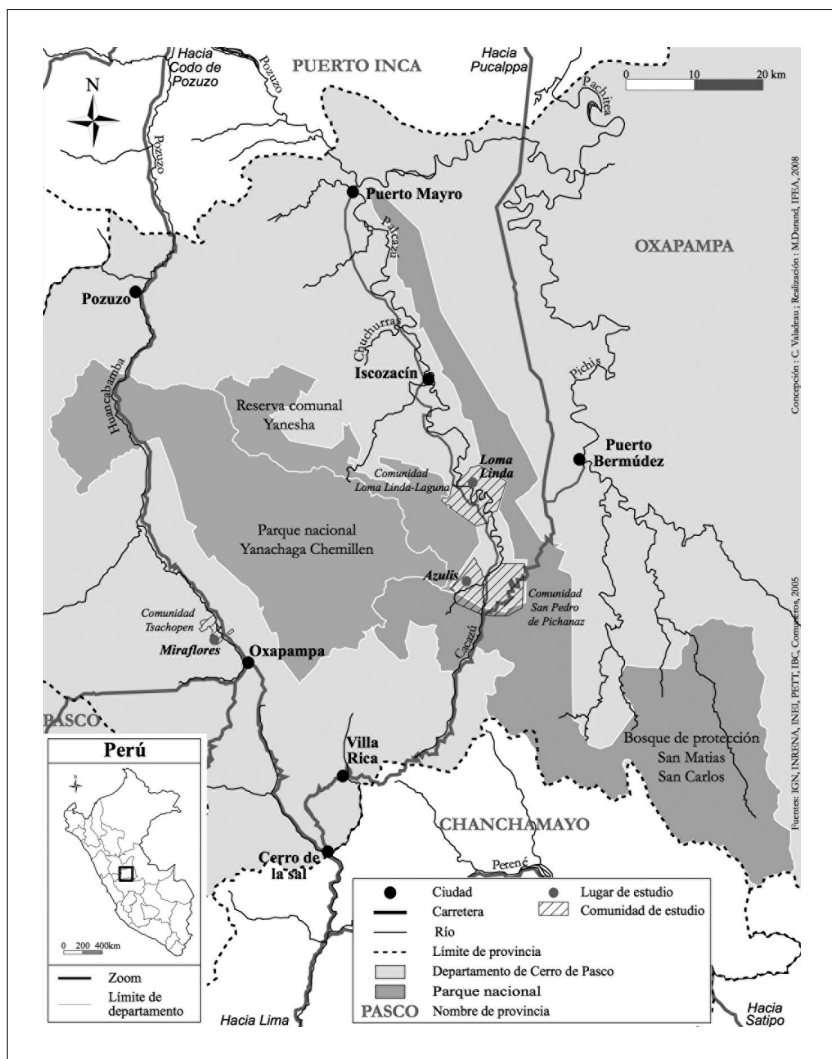 Hacia
Codo de
Pozuzo
PUERTO INCA
Hacia
Pucalppa
0 10 20 km
N
Pozuzo
Pachitea
Pozuzo
Puerto Mayro
Palcazú
OXAPAMPA
Pozuzo
Chuchurras
Iscozacín
Pichis
Huancabamba
Reserva comunal
Yanesha
Loma
Linda
Comunidad
Loma Linda-Laguna
Puerto
Bermúdez
Parque nacional
Yanachaga Chemillen
Azulis
Comunidad
San Pedro
de Pichanaz
Comunidad
Tsachopen
Miraflores
Oxapampa
Cacazú
PASCO
Villa
Rica
Bosque de protección
San Matias
San Carlos
CHANCHAMAYO
Cerro de
la sal
Perené
Perú
N
0 200 400km
Zoom
Límite de
departamento
Hacia Lima
Ciudad
Lugar de estudio
Carretera
Comunidad de estudio
Río
Límite de provincia
Departamento de Cerro de Pasco
Parque nacional
PASCO Nombre de provincia
Hacia
Satipo
Concepción : C. Valadeau ; Realización : M.Durand, IFEA, 2008
Fuentes: IGN, INRENA, INEI, PETT, IBC, Comuneros, 2005